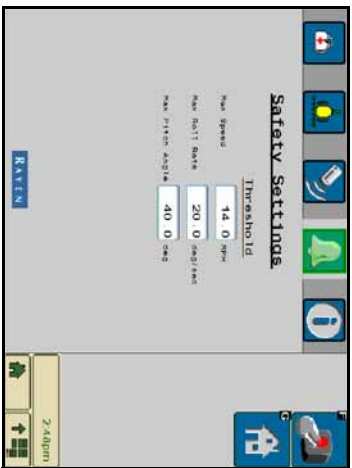 Safety Settings
Threshold
Max Speed 14.0 MPH
Max Roll Rate 20.0 deg/sec
Max Pitch Angle 40.0 deg
RAVEN
F
G
2:48pm